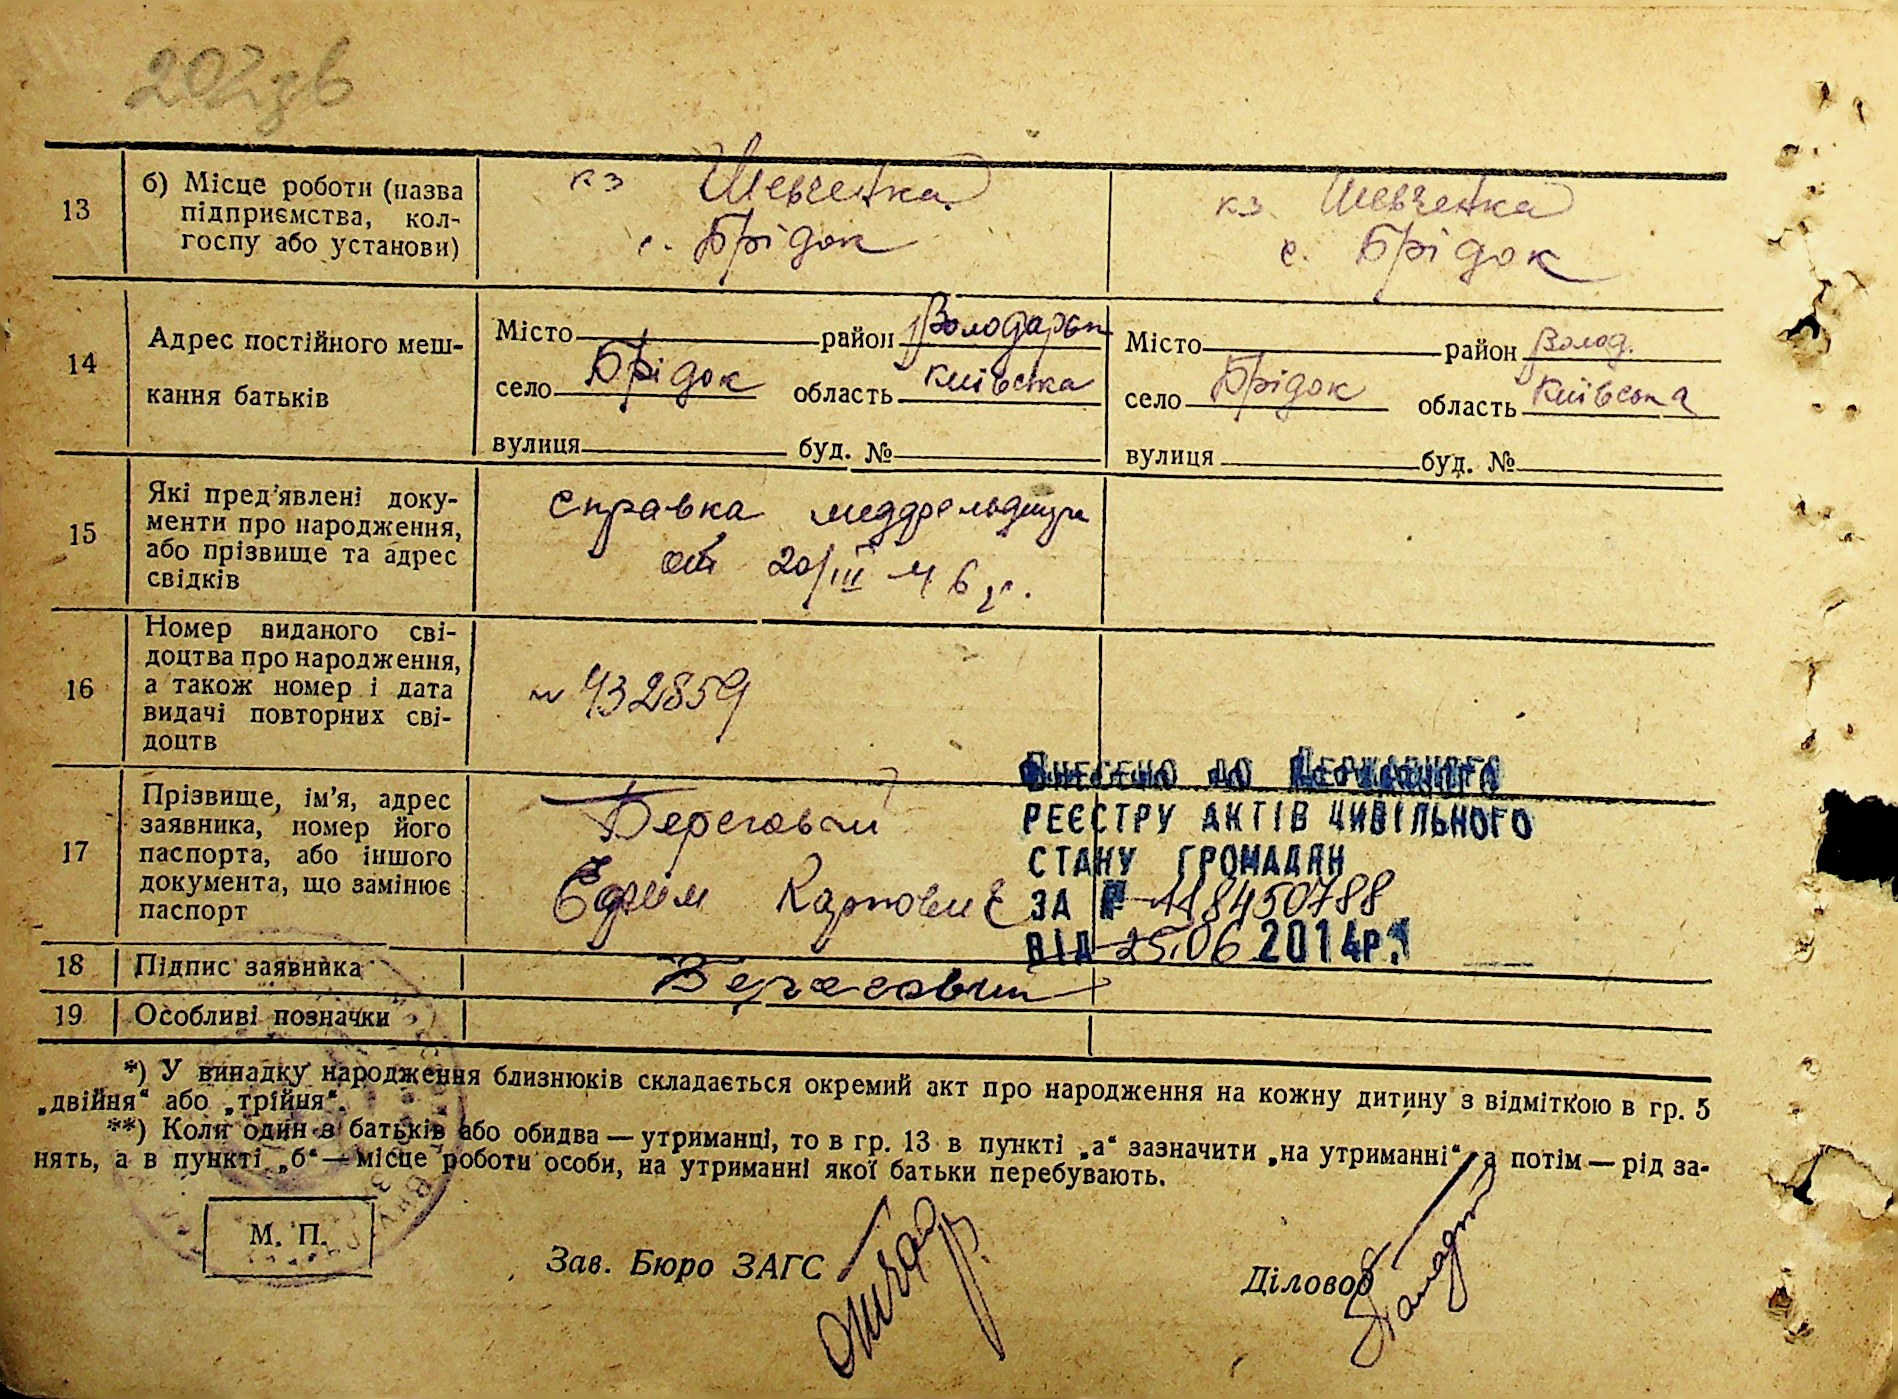 202зв
13
б) Місце роботи (назва
підприємства, кол-
госпу або установи)
кз Шевченка
с. Брідок
кз. Шевченка
с. Брідок
14
Адрес постійного меш-
кання батьків
Місто район Володарськ
село Брідок область Київська
вулиця буд. №
Місто район Волод.
село Брідок область Київська
вулиця буд. №
15
Які пред'явлені доку-
менти про народження,
або прізвище та адрес
свідків
справка
от 20/III 46 г.
16
Номер виданого сві-
доцтва про народження,
а також номер і дата
видачі повторних сві-
доцтв
№ 432859
17
Прізвище, ім'я, адрес
заявника, номер його
паспорта, або іншого
документа, що замінює
паспорт
Береговий
Єфим Карпович
Внесено до Державного
реєстру актів цивільного
стану громадян
за № 118450788
від 25.06 2014р.
18
Підпис заявника
19
Особливі позначки
*) У випадку народження близнюків складається окремий акт про народження на кожну дитину з відміткою в гр. 5
„двійня“ або „трійня“.
**) Коли один з батьків або обидва — утриманці, то в гр. 13 в пункті „а“ зазначити „на утриманні“, а потім — рід за-
нять, а в пункті „б“ — місце роботи особи, на утриманні якої батьки перебувають.
М. П.
Зав. Бюро ЗАГС
Діловод